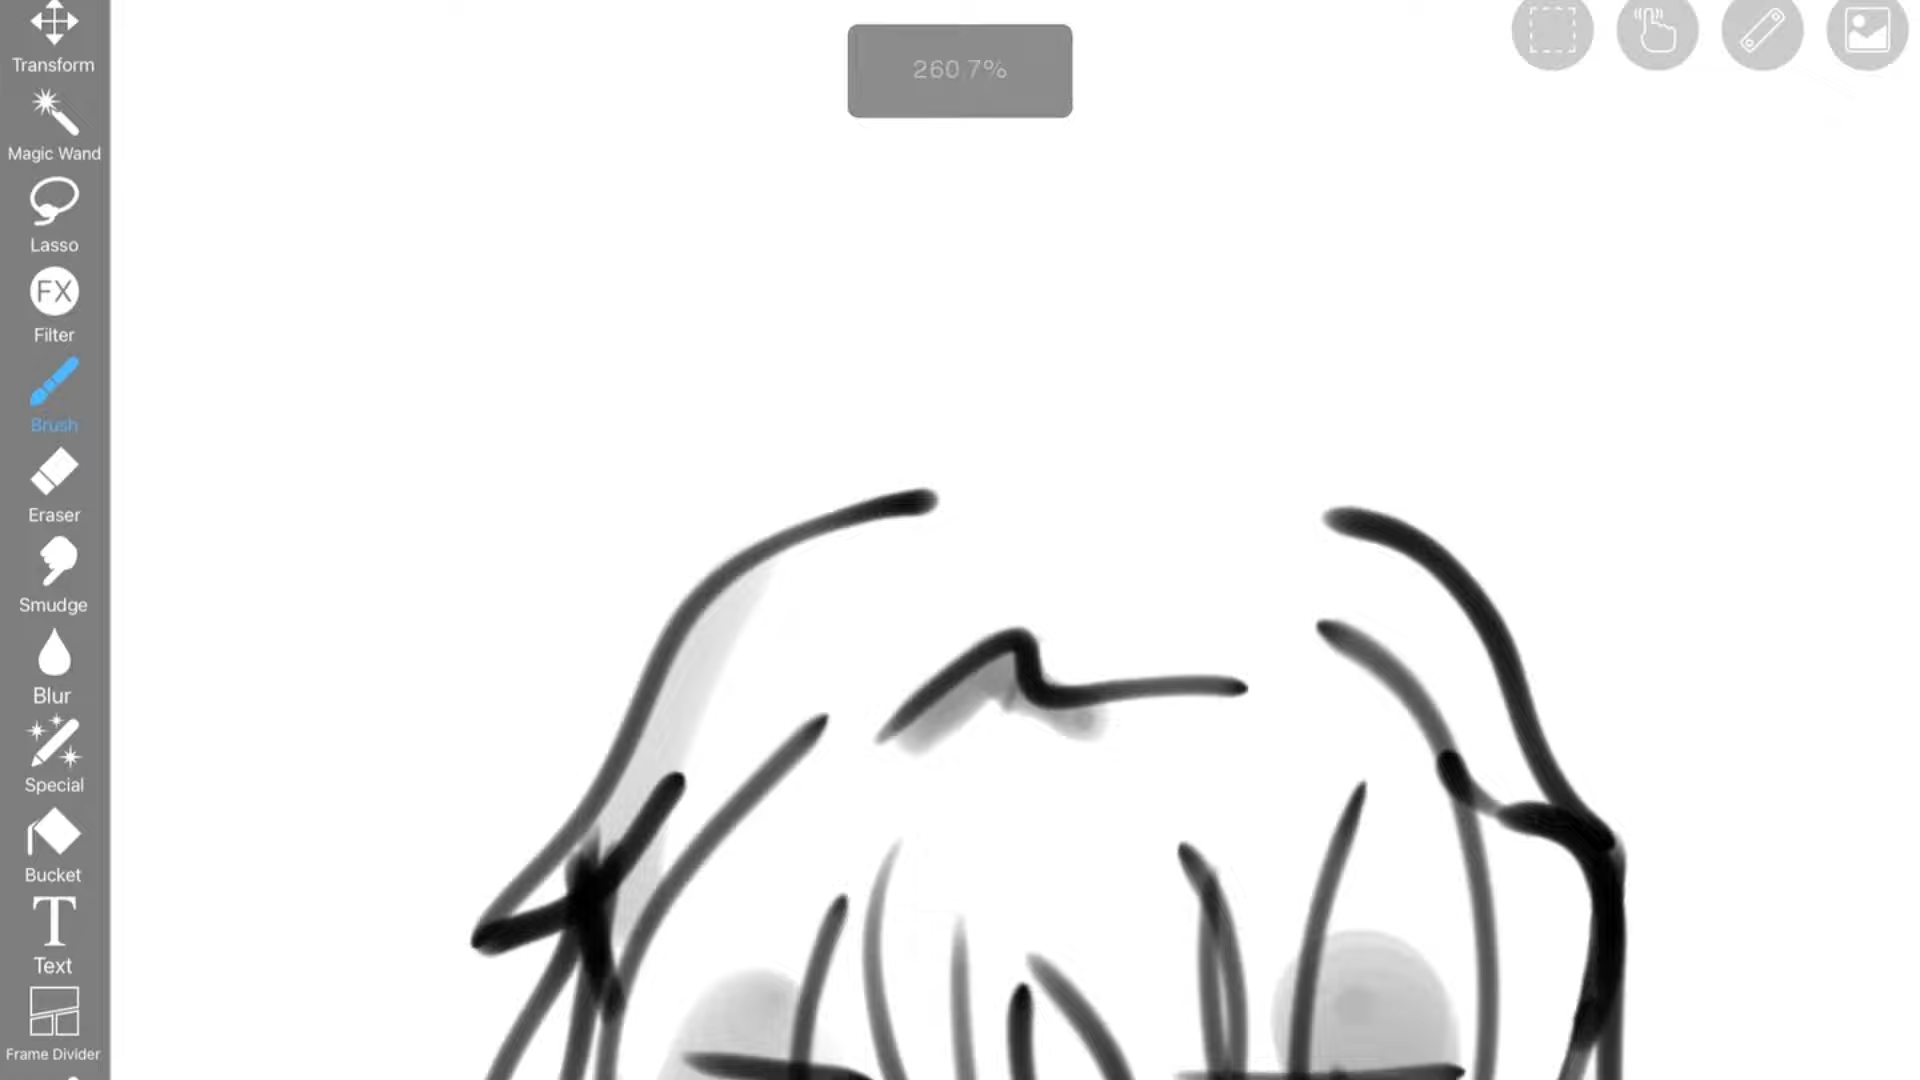 260.7%
Transform
Magic Wand
Lasso
FX
Filter
Brush
Eraser
Smudge
Blur
Special
Bucket
T
Text
Frame Divider